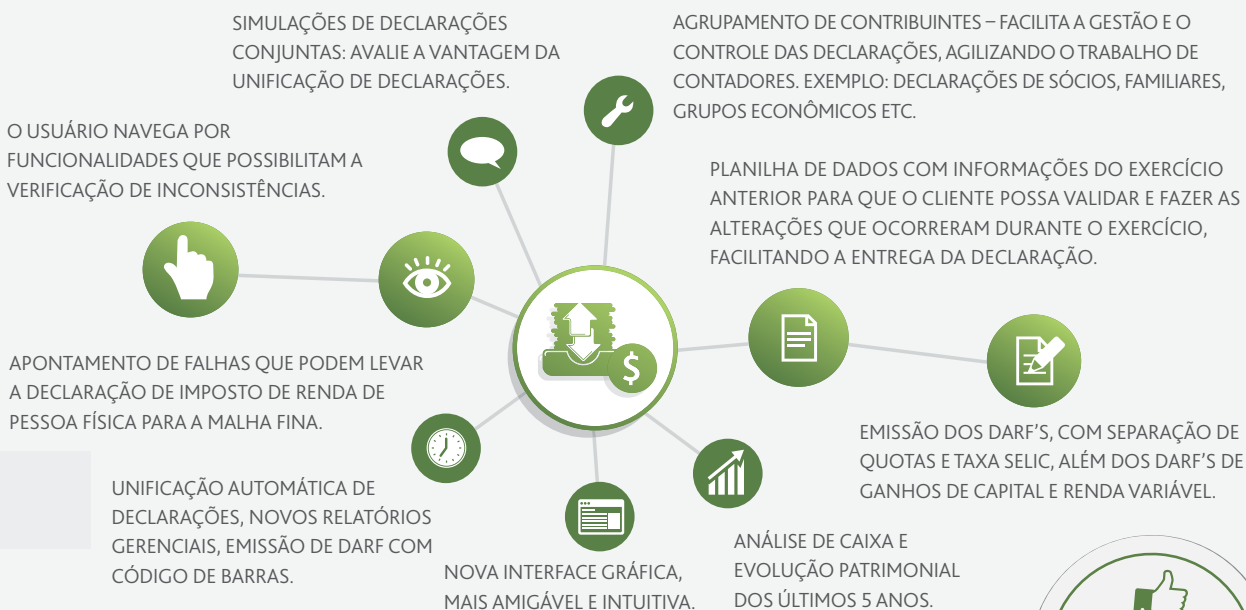 SIMULAÇÕES DE DECLARAÇÕES
CONJUNTAS: AVALIE A VANTAGEM DA
UNIFICAÇÃO DE DECLARAÇÕES.
AGRUPAMENTO DE CONTRIBUINTES – FACILITA A GESTÃO E O
CONTROLE DAS DECLARAÇÕES, AGILIZANDO O TRABALHO DE
CONTADORES. EXEMPLO: DECLARAÇÕES DE SÓCIOS, FAMILIARES,
GRUPOS ECONÔMICOS ETC.
O USUÁRIO NAVEGA POR
FUNCIONALIDADES QUE POSSIBILITAM A
VERIFICAÇÃO DE INCONSISTÊNCIAS.
PLANILHA DE DADOS COM INFORMAÇÕES DO EXERCÍCIO
ANTERIOR PARA QUE O CLIENTE POSSA VALIDAR E FAZER AS
ALTERAÇÕES QUE OCORRERAM DURANTE O EXERCÍCIO,
FACILITANDO A ENTREGA DA DECLARAÇÃO.
$
APONTAMENTO DE FALHAS QUE PODEM LEVAR
A DECLARAÇÃO DE IMPOSTO DE RENDA DE
PESSOA FÍSICA PARA A MALHA FINA.
EMISSÃO DOS DARF'S, COM SEPARAÇÃO DE
QUOTAS E TAXA SELIC, ALÉM DOS DARF'S DE
GANHOS DE CAPITAL E RENDA VARIÁVEL.
UNIFICAÇÃO AUTOMÁTICA DE
DECLARAÇÕES, NOVOS RELATÓRIOS
GERENCIAIS, EMISSÃO DE DARF COM
CÓDIGO DE BARRAS.
NOVA INTERFACE GRÁFICA,
MAIS AMIGÁVEL E INTUITIVA.
ANÁLISE DE CAIXA E
EVOLUÇÃO PATRIMONIAL
DOS ÚLTIMOS 5 ANOS.